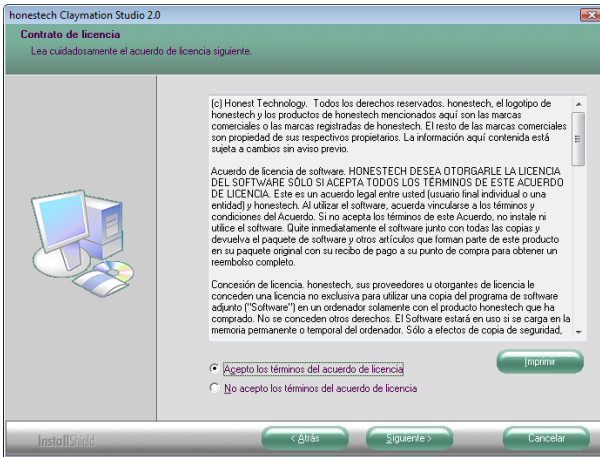 honestech Claymation Studio 2.0
Contrato de licencia
Lea cuidadosamente el acuerdo de licencia siguiente.
(c) Honest Technology.  Todos los derechos reservados. honestech, el logotipo de
honestech y los productos de honestech mencionados aquí son las marcas
comerciales o las marcas registradas de honestech. El resto de las marcas comerciales
son propiedad de sus respectivos propietarios. La información aquí contenida está
sujeta a cambios sin aviso previo.
Acuerdo de licencia de software. HONESTECH DESEA OTORGARLE LA LICENCIA
DEL SOFTWARE SÓLO SI ACEPTA TODOS LOS TÉRMINOS DE ESTE ACUERDO
DE LICENCIA. Este es un acuerdo legal entre usted (usuario final individual o una
entidad) y honestech. Al utilizar el software, acuerda vincularse a los términos y
condiciones del Acuerdo. Si no acepta los términos de este Acuerdo, no instale ni
utilice el software. Quite inmediatamente el software junto con todas las copias y
devuelva el paquete de software y otros artículos que forman parte de este producto
en su paquete original con su recibo de pago a su punto de compra para obtener un
reembolso completo.
Concesión de licencia. honestech, sus proveedores u otorgantes de licencia le
conceden una licencia no exclusiva para utilizar una copia del programa de software
adjunto ("Software") en un ordenador solamente con el producto honestech que ha
comprado. No se conceden otros derechos. El Software estará en uso si se carga en la
memoria permanente o temporal del ordenador. Sólo a efectos de copia de seguridad,
Acepto los términos del acuerdo de licencia
Imprimir
No acepto los términos del acuerdo de licencia
InstallShield
< Atrás
Siguiente >
Cancelar